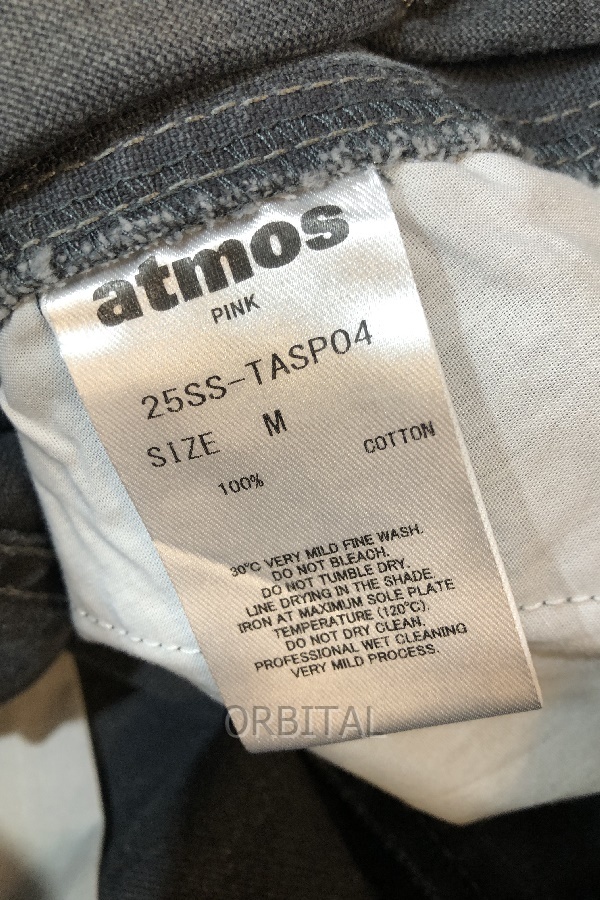 atmos
PINK
25SS-TASP04
SIZE M
100% COTTON
30°C VERY MILD FINE WASH.
DO NOT BLEACH.
DO NOT TUMBLE DRY.
LINE DRYING IN THE SHADE.
IRON AT MAXIMUM SOLE PLATE
TEMPERATURE (120°C).
DO NOT DRY CLEAN.
PROFESSIONAL WET CLEANING
VERY MILD PROCESS.
ORBITAL